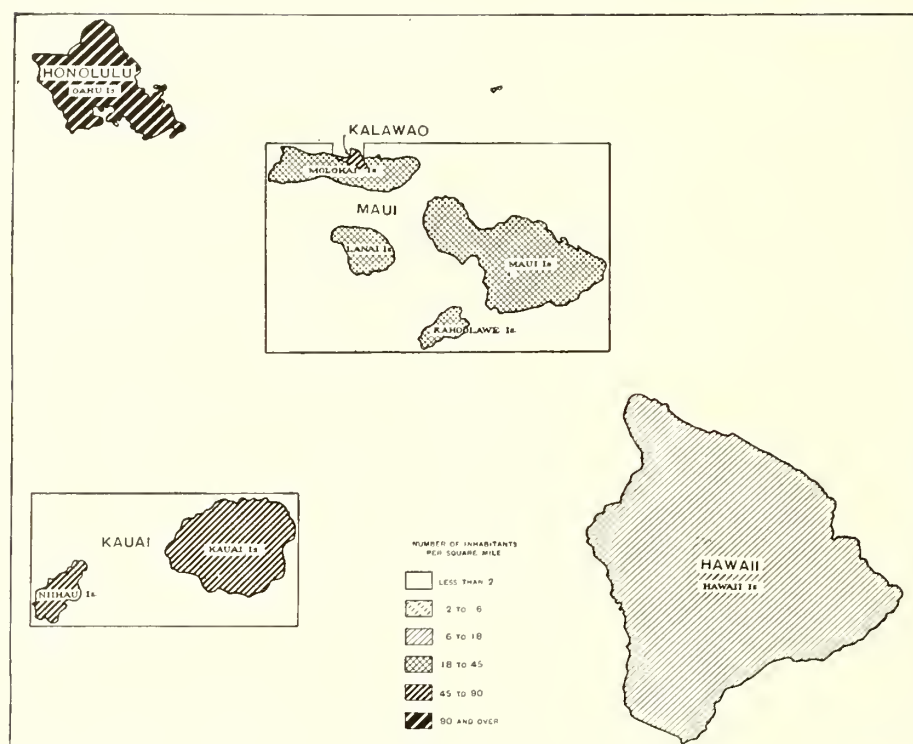 HONOLULU
OAHU Is
KALAWAO
MOLOKAI Is
MAUI
LANAI Is
MAUI Is
KAHOOLAWE Is.
KAUAI
KAUAI Is
NIIHAU Is.
HAWAII
HAWAII Is
NUMBER OF INHABITANTS
PER SQUARE MILE
LESS THAN 2
2 TO 6
6 TO 18
18 TO 45
45 TO 90
90 AND OVER